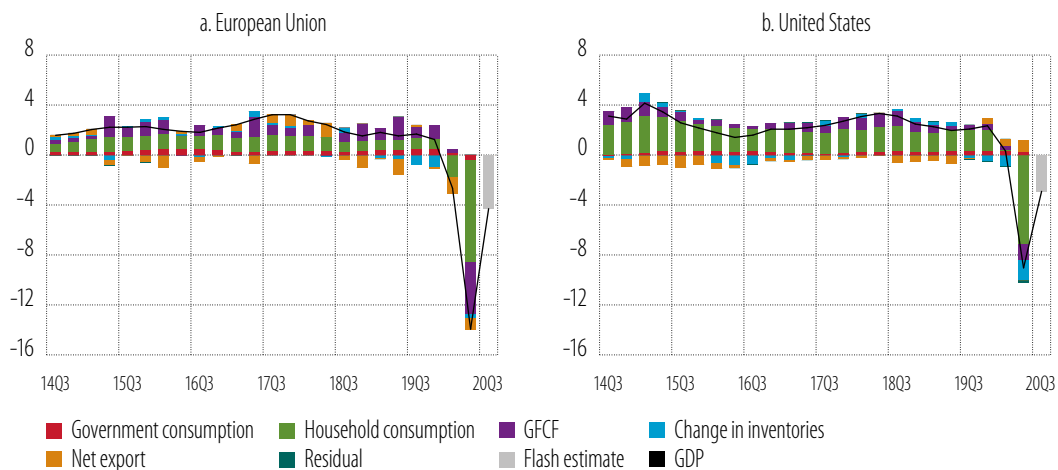 a. European Union
b. United States
8
4
0
-4
-8
-12
-16
14Q3 15Q3 16Q3 17Q3 18Q3 19Q3 20Q3
8
4
0
-4
-8
-12
-16
14Q3 15Q3 16Q3 17Q3 18Q3 19Q3 20Q3
Government consumption Household consumption GFCF Change in inventories
Net export Residual Flash estimate GDP